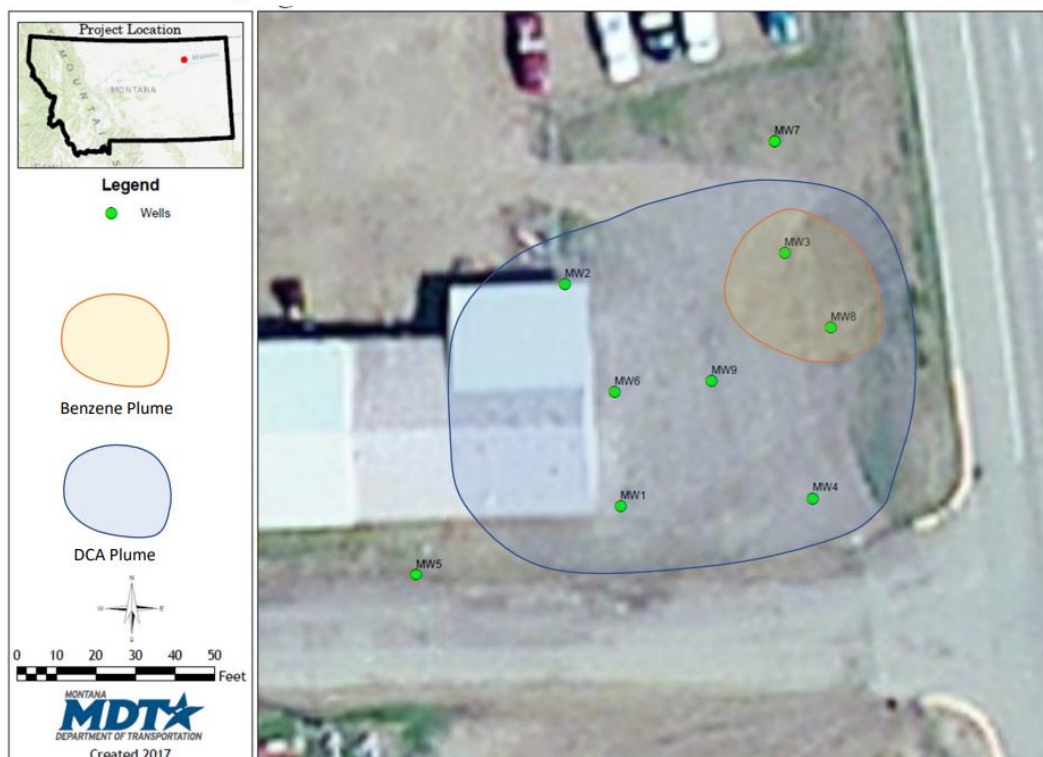 Project Location
MONTANA
Legend
Wells
Benzene Plume
DCA Plume
N
W E
S
0 10 20 30 40 50
Feet
MONTANA
MDT
DEPARTMENT OF TRANSPORTATION
Created 2017
MW7
MW3
MW2
MW8
MW9
MW6
MW4
MW1
MW5